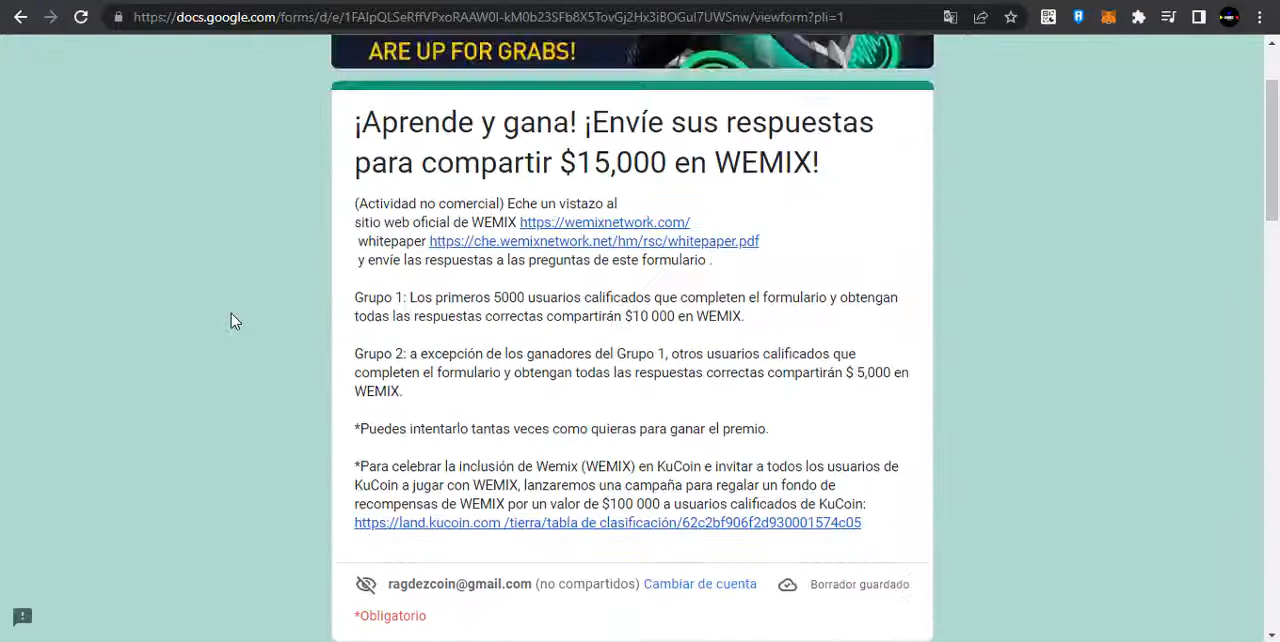 https://docs.google.com/forms/d/e/1FAIpQLSeRffVPxoRAAW0I-kM0b23SFb8X5TovGj2Hx3iBOGul7UWSnw/viewform?pli=1
ARE UP FOR GRABS!
¡Aprende y gana! ¡Envíe sus respuestas
para compartir $15,000 en WEMIX!
(Actividad no comercial) Eche un vistazo al
sitio web oficial de WEMIX https://wemixnetwork.com/
whitepaper https://che.wemixnetwork.net/hm/rsc/whitepaper.pdf
y envíe las respuestas a las preguntas de este formulario .
Grupo 1: Los primeros 5000 usuarios calificados que completen el formulario y obtengan
todas las respuestas correctas compartirán $10 000 en WEMIX.
Grupo 2: a excepción de los ganadores del Grupo 1, otros usuarios calificados que
completen el formulario y obtengan todas las respuestas correctas compartirán $ 5,000 en
WEMIX.
*Puedes intentarlo tantas veces como quieras para ganar el premio.
*Para celebrar la inclusión de Wemix (WEMIX) en KuCoin e invitar a todos los usuarios de
KuCoin a jugar con WEMIX, lanzaremos una campaña para regalar un fondo de
recompensas de WEMIX por un valor de $100 000 a usuarios calificados de KuCoin:
https://land.kucoin.com /tierra/tabla de clasificación/62c2bf906f2d930001574c05
ragdezcoin@gmail.com (no compartidos) Cambiar de cuenta Borrador guardado
*Obligatorio